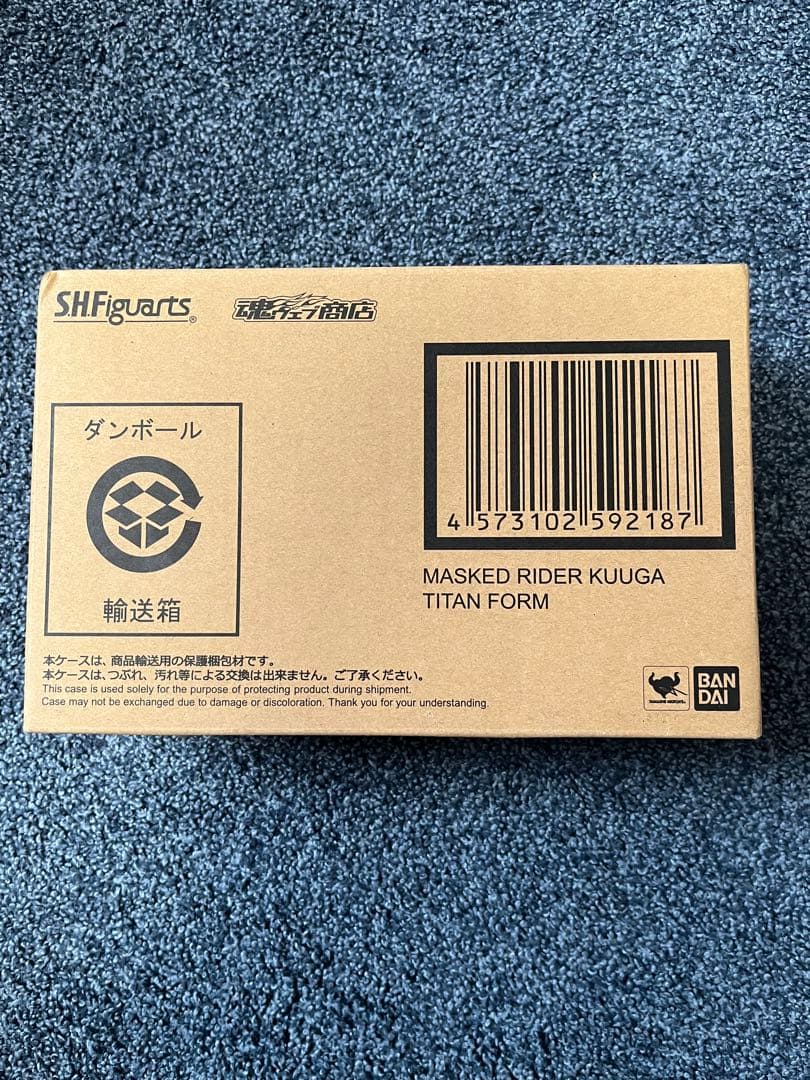 S.H.Figuarts®
魂ウェブ商店
ダンボール
輸送箱
4 573102 592187
MASKED RIDER KUUGA
TITAN FORM
本ケースは、商品輸送用の保護梱包材です。
本ケースは、つぶれ、汚れ等による交換は出来ません。ご了承ください。
This case is used solely for the purpose of protecting product during shipment.
Case may not be exchanged due to damage or discoloration. Thank you for your understanding.
BAN
DAI